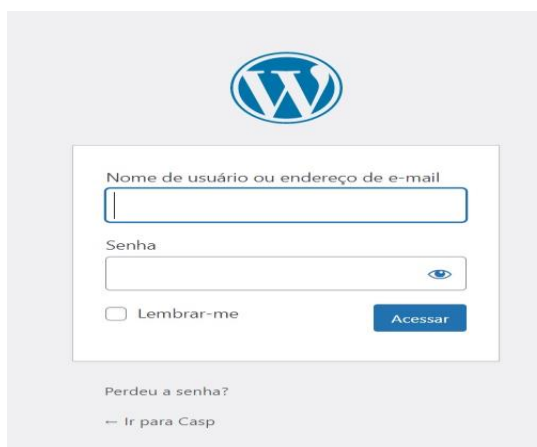 Nome de usuário ou endereço de e-mail
Senha
Lembrar-me
Acessar
Perdeu a senha?
← Ir para Casp